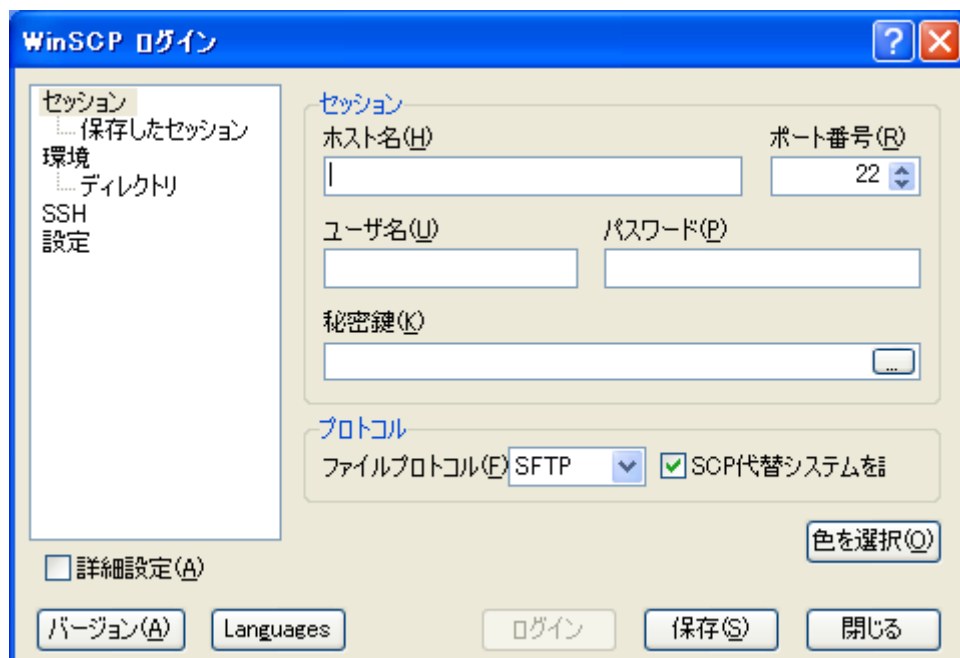 WinSCP ログイン
セッション
保存したセッション
環境
ディレクトリ
SSH
設定
セッション
ホスト名(H)
ポート番号(R)
22
ユーザ名(U)
パスワード(P)
秘密鍵(K)
...
プロトコル
ファイルプロトコル(F)
SFTP
SCP代替システムを
詳細設定(A)
色を選択(O)
バージョン(A)
Languages
ログイン
保存(S)
閉じる